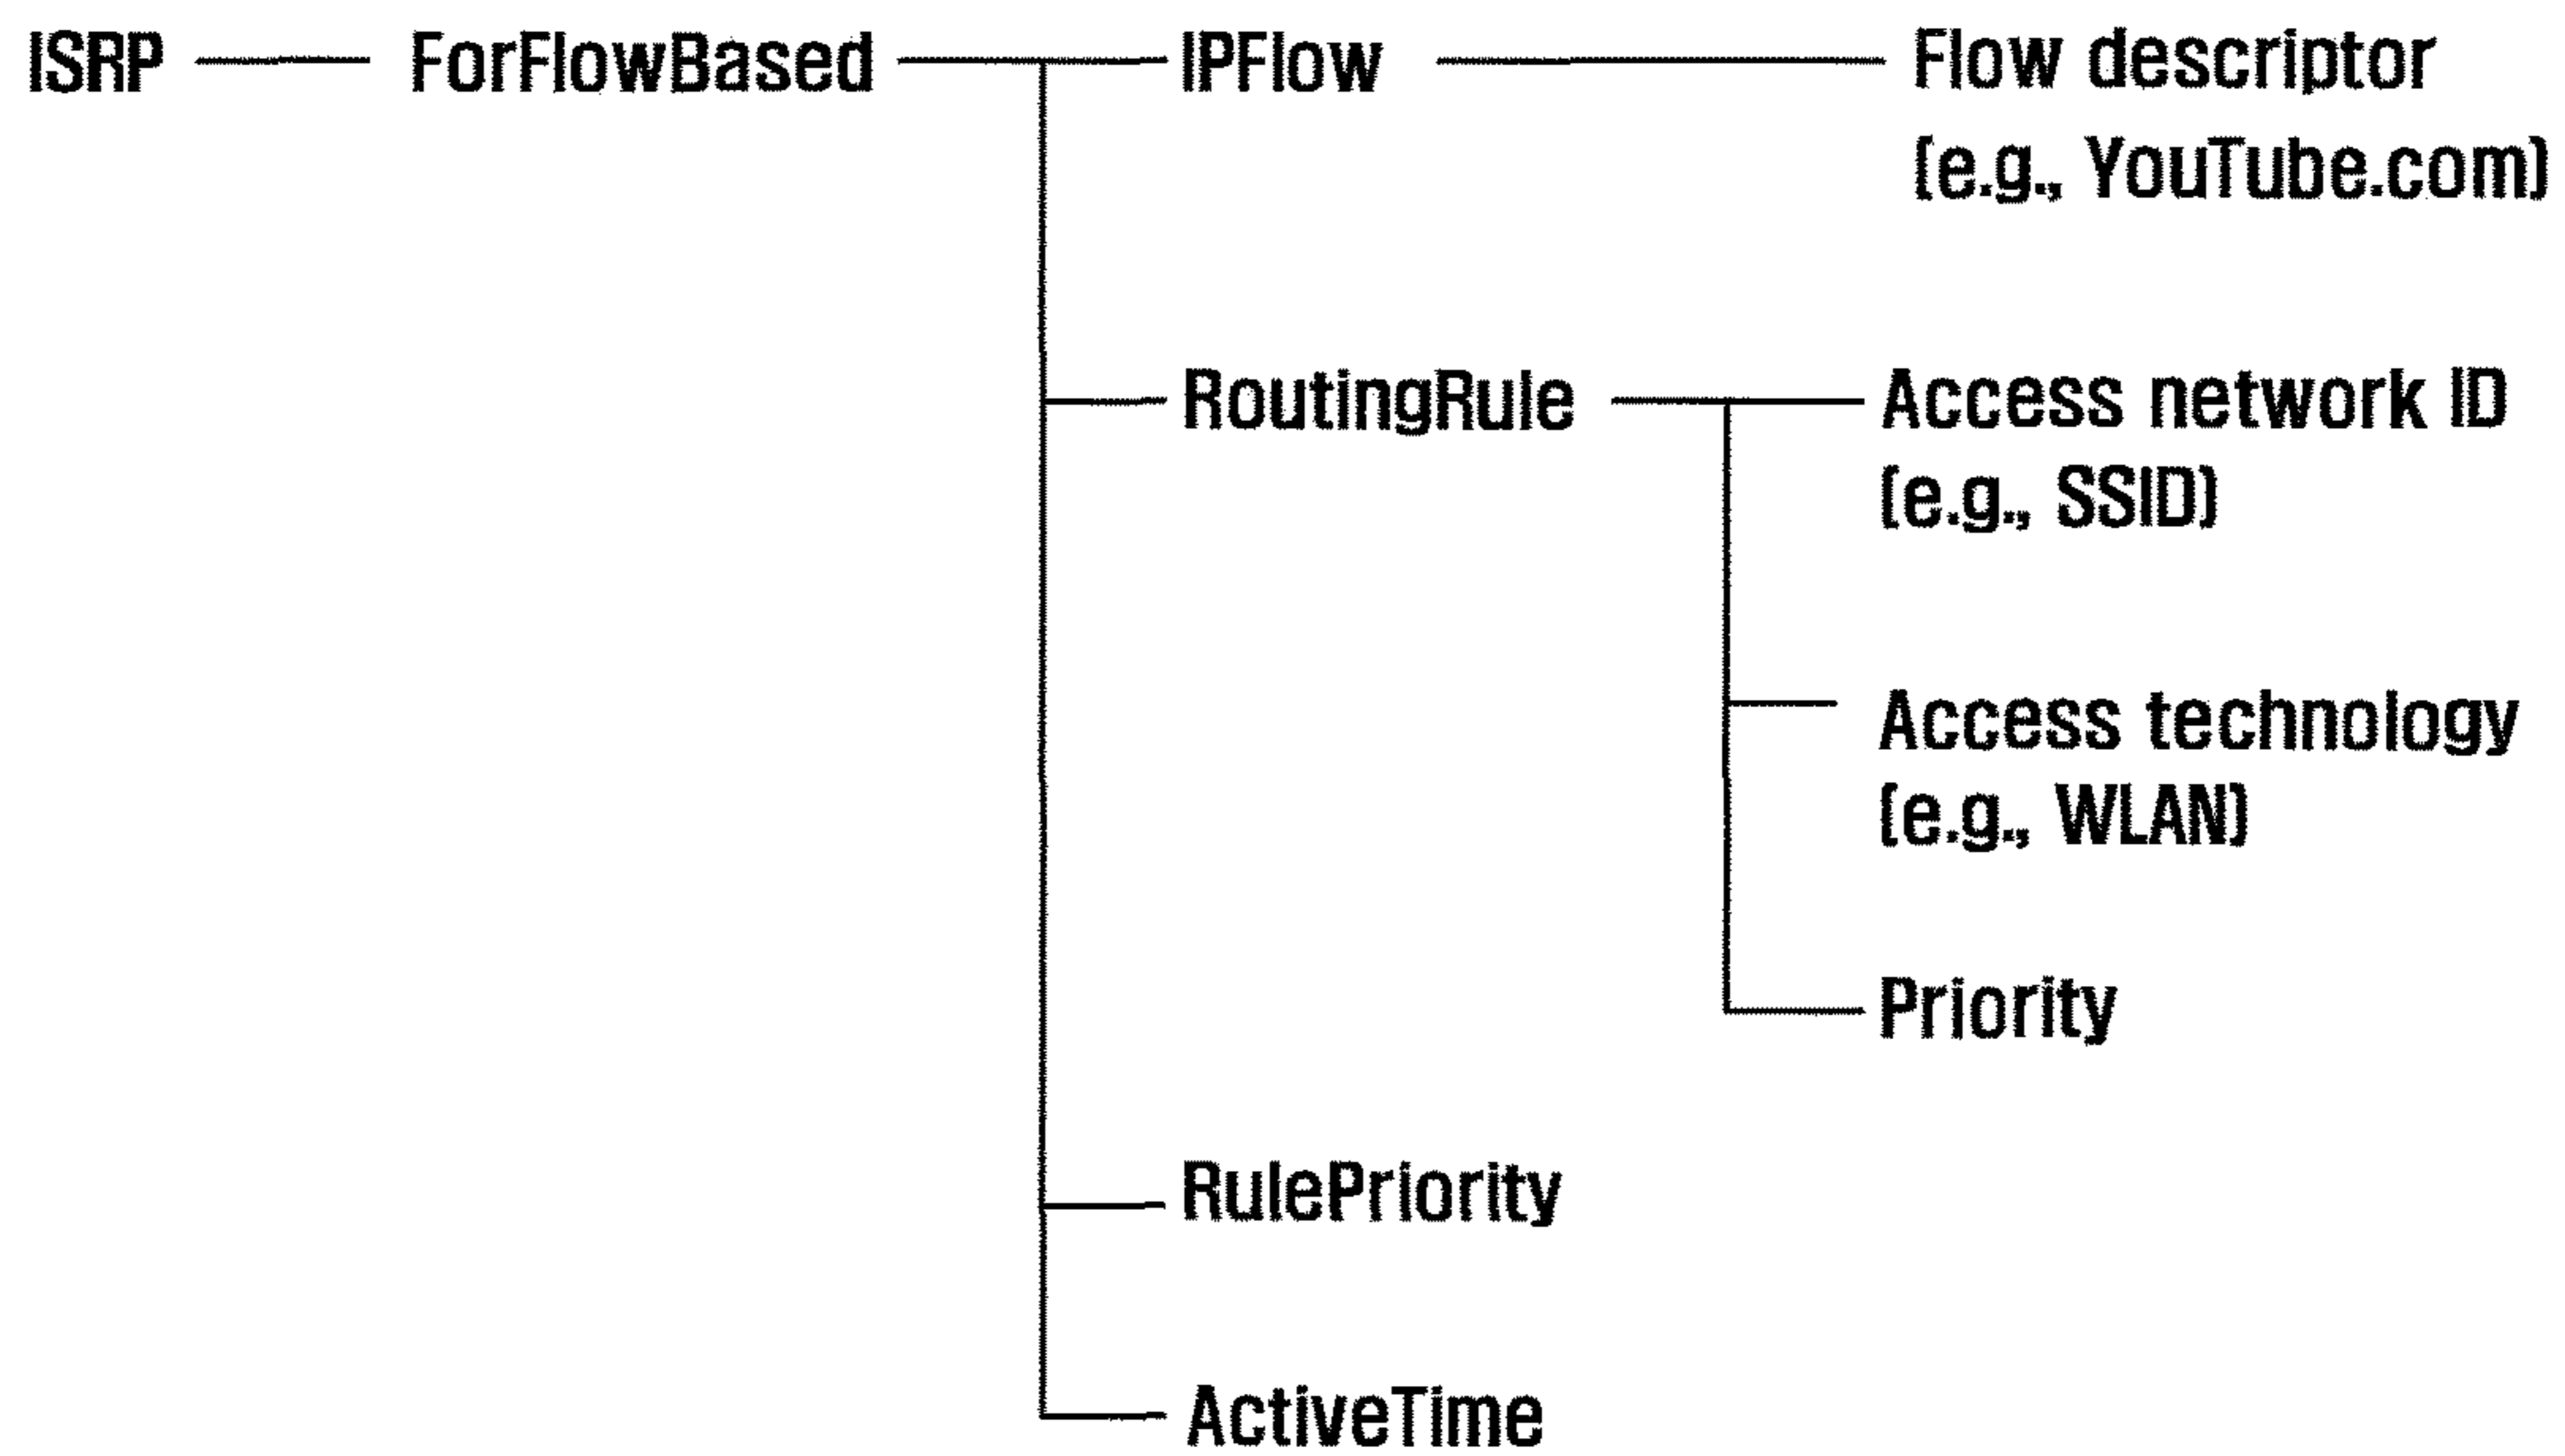 ISRP
ForFlowBased
IPFlow
Flow descriptor
(e.g., YouTube.com)
RoutingRule
Access network ID
(e.g., SSID)
Access technology
(e.g., WLAN)
Priority
RulePriority
ActiveTime